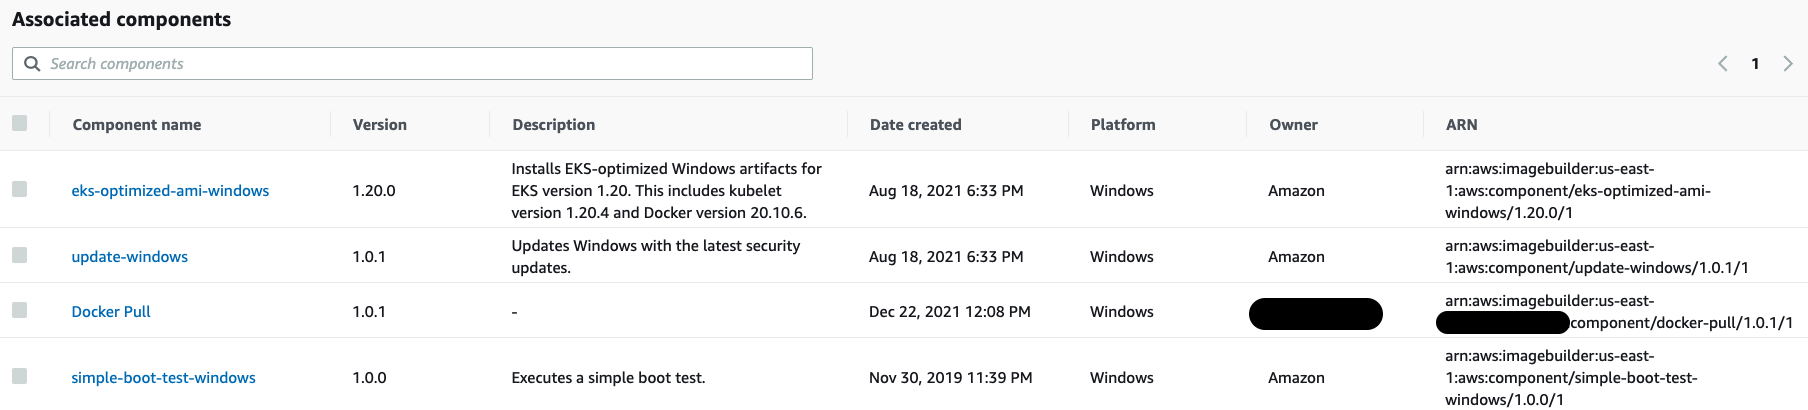 Associated components
Search components
1
Component name Version Description Date created Platform Owner ARN
Installs EKS-optimized Windows artifacts for arn:aws:imagebuilder:us-east-
eks-optimized-ami-windows 1.20.0 EKS version 1.20. This includes kubelet Aug 18, 2021 6:33 PM Windows Amazon 1:aws:component/eks-optimized-ami-
version 1.20.4 and Docker version 20.10.6. windows/1.20.0/1
Updates Windows with the latest security arn:aws:imagebuilder:us-east-
update-windows 1.0.1 Aug 18, 2021 6:33 PM Windows Amazon
updates. 1:aws:component/update-windows/1.0.1/1
arn:aws:imagebuilder:us-east-
Docker Pull 1.0.1 - Dec 22, 2021 12:08 PM Windows
component/docker-pull/1.0.1/1
arn:aws:imagebuilder:us-east-
simple-boot-test-windows 1.0.0 Executes a simple boot test. Nov 30, 2019 11:39 PM Windows Amazon 1:aws:component/simple-boot-test-
windows/1.0.0/1